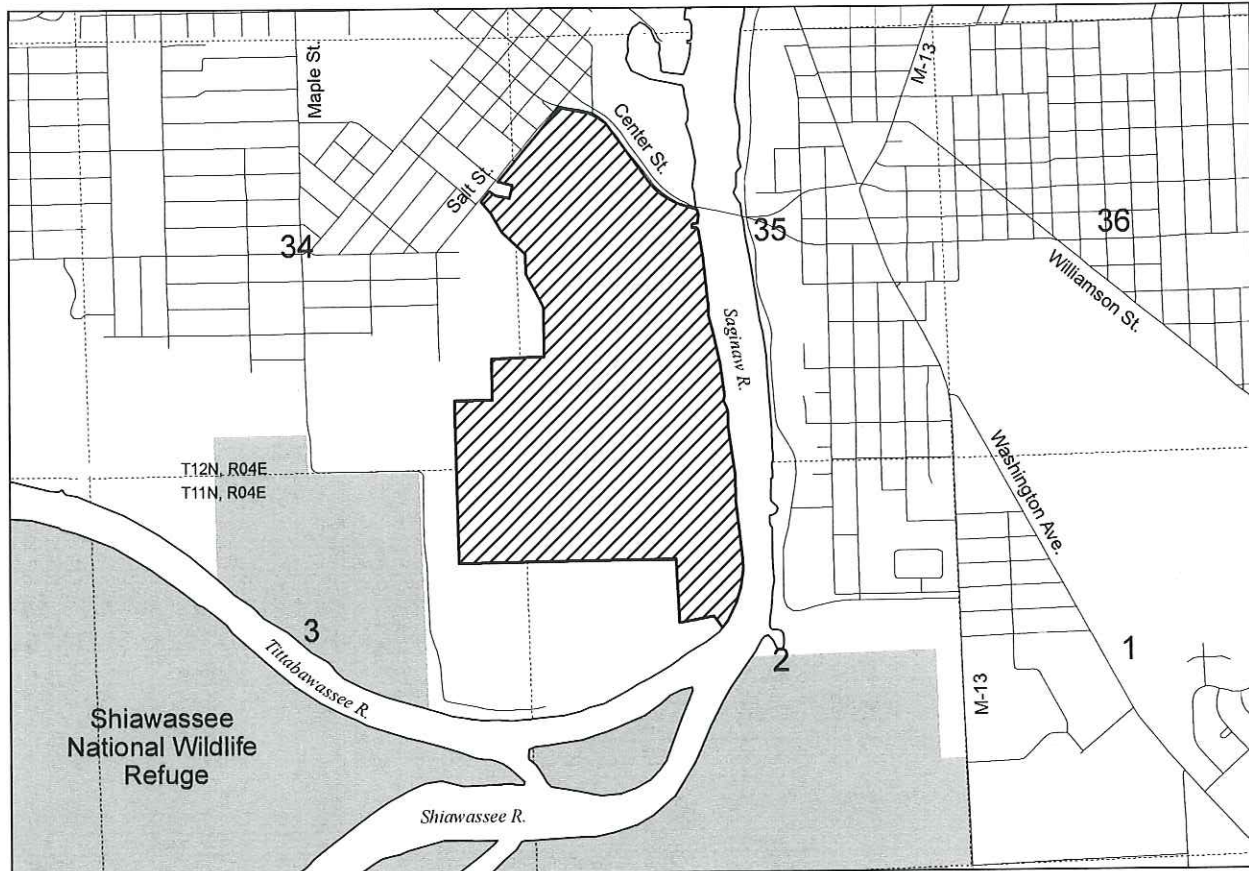 Maple St.
M-13
Center St.
Salt St.
34
35
36
Williamson St.
Saginaw R.
T12N, R04E
T11N, R04E
Washington Ave.
3
Tittabawassee R.
2
1
M-13
Shiawassee
National Wildlife
Refuge
Shiawassee R.